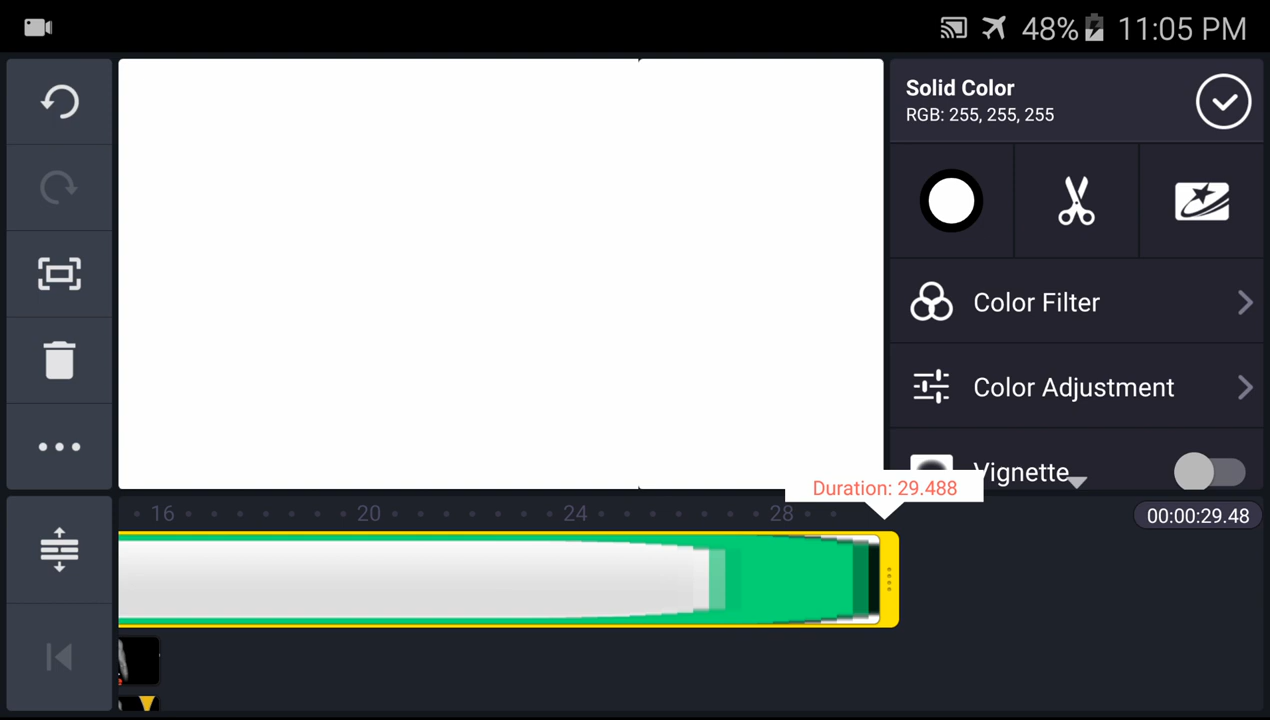 48% 11:05 PM
Solid Color
RGB: 255, 255, 255
Color Filter
Color Adjustment
Vignette
Duration: 29.488
16 20 24 28
00:00:29.48